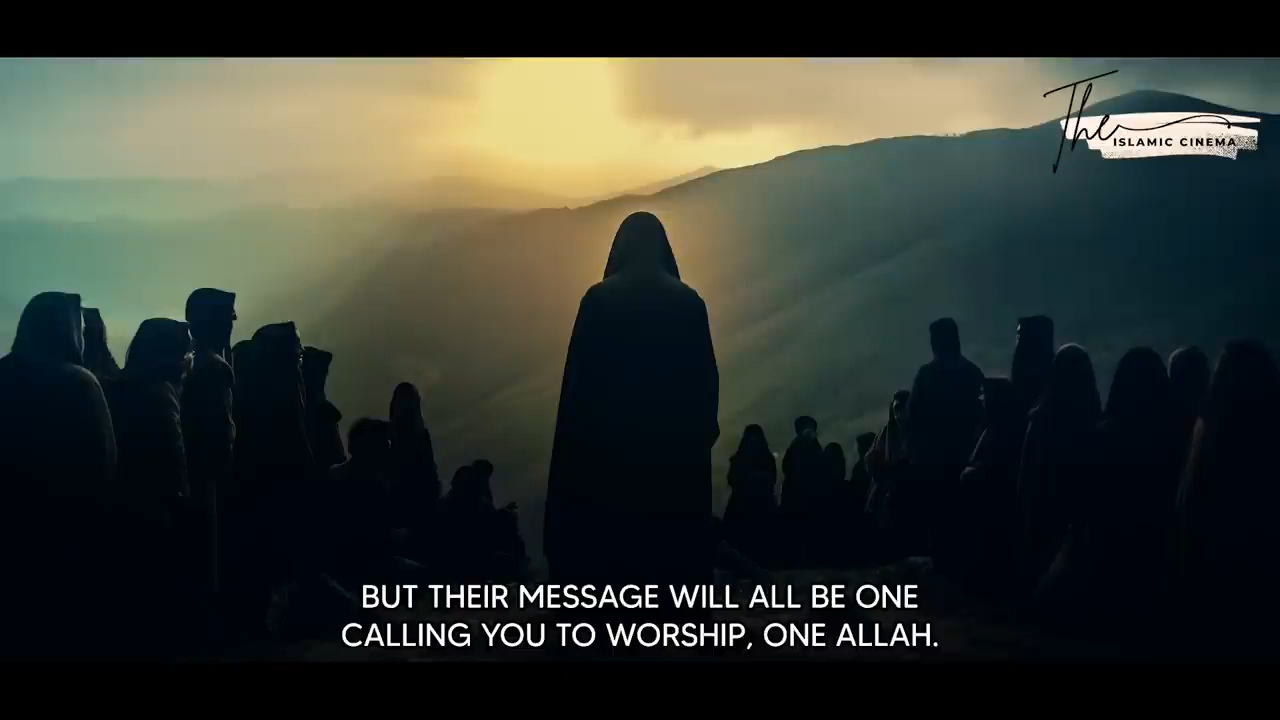 The
ISLAMIC CINEMA
BUT THEIR MESSAGE WILL ALL BE ONE
CALLING YOU TO WORSHIP, ONE ALLAH.